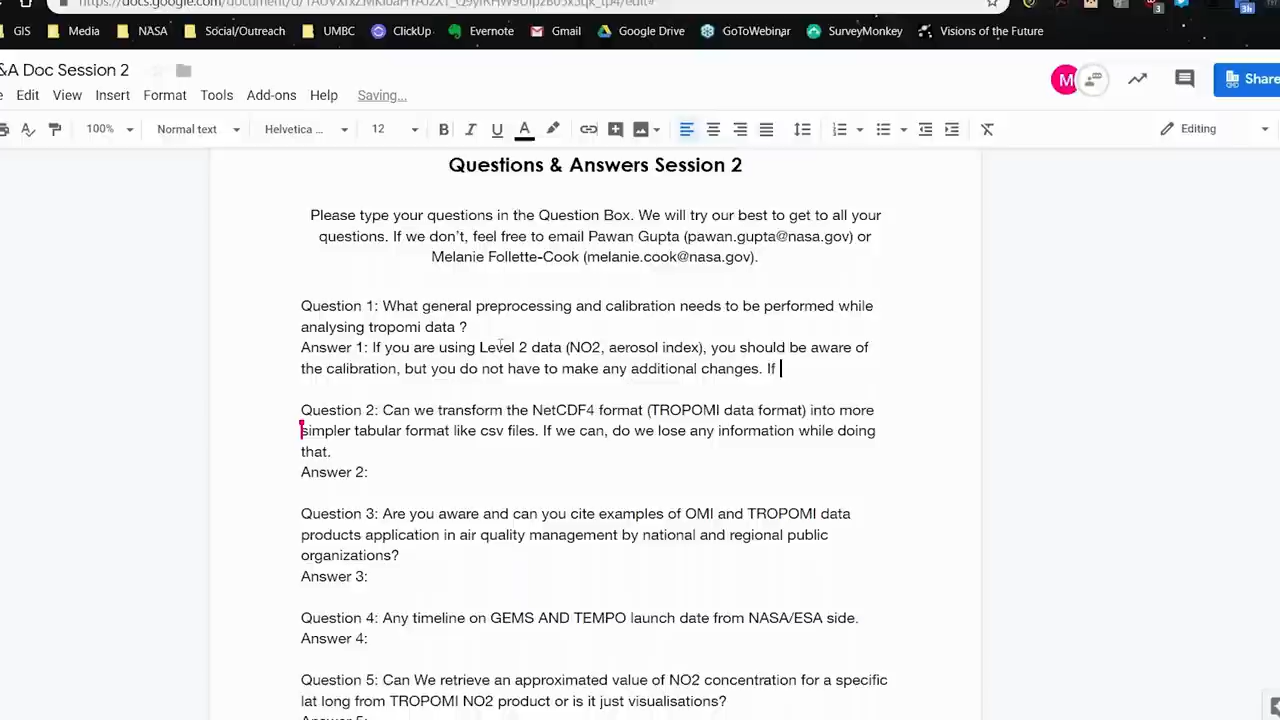 https://docs.google.com/document/d/
GIS Media NASA Social/Outreach UMBC ClickUp Evernote Gmail Google Drive GoToWebinar SurveyMonkey Visions of the Future
&A Doc Session 2
Edit View Insert Format Tools Add-ons Help Saving...
M
Share
100% Normal text Helvetica ... 12 B I U A Editing
Questions & Answers Session 2
Please type your questions in the Question Box. We will try our best to get to all your
questions. If we don't, feel free to email Pawan Gupta (pawan.gupta@nasa.gov) or
Melanie Follette-Cook (melanie.cook@nasa.gov).
Question 1: What general preprocessing and calibration needs to be performed while
analysing tropomi data ?
Answer 1: If you are using Level 2 data (NO2, aerosol index), you should be aware of
the calibration, but you do not have to make any additional changes. If
Question 2: Can we transform the NetCDF4 format (TROPOMI data format) into more
simpler tabular format like csv files. If we can, do we lose any information while doing
that.
Answer 2:
Question 3: Are you aware and can you cite examples of OMI and TROPOMI data
products application in air quality management by national and regional public
organizations?
Answer 3:
Question 4: Any timeline on GEMS AND TEMPO launch date from NASA/ESA side.
Answer 4:
Question 5: Can We retrieve an approximated value of NO2 concentration for a specific
lat long from TROPOMI NO2 product or is it just visualisations?
Answer 5: